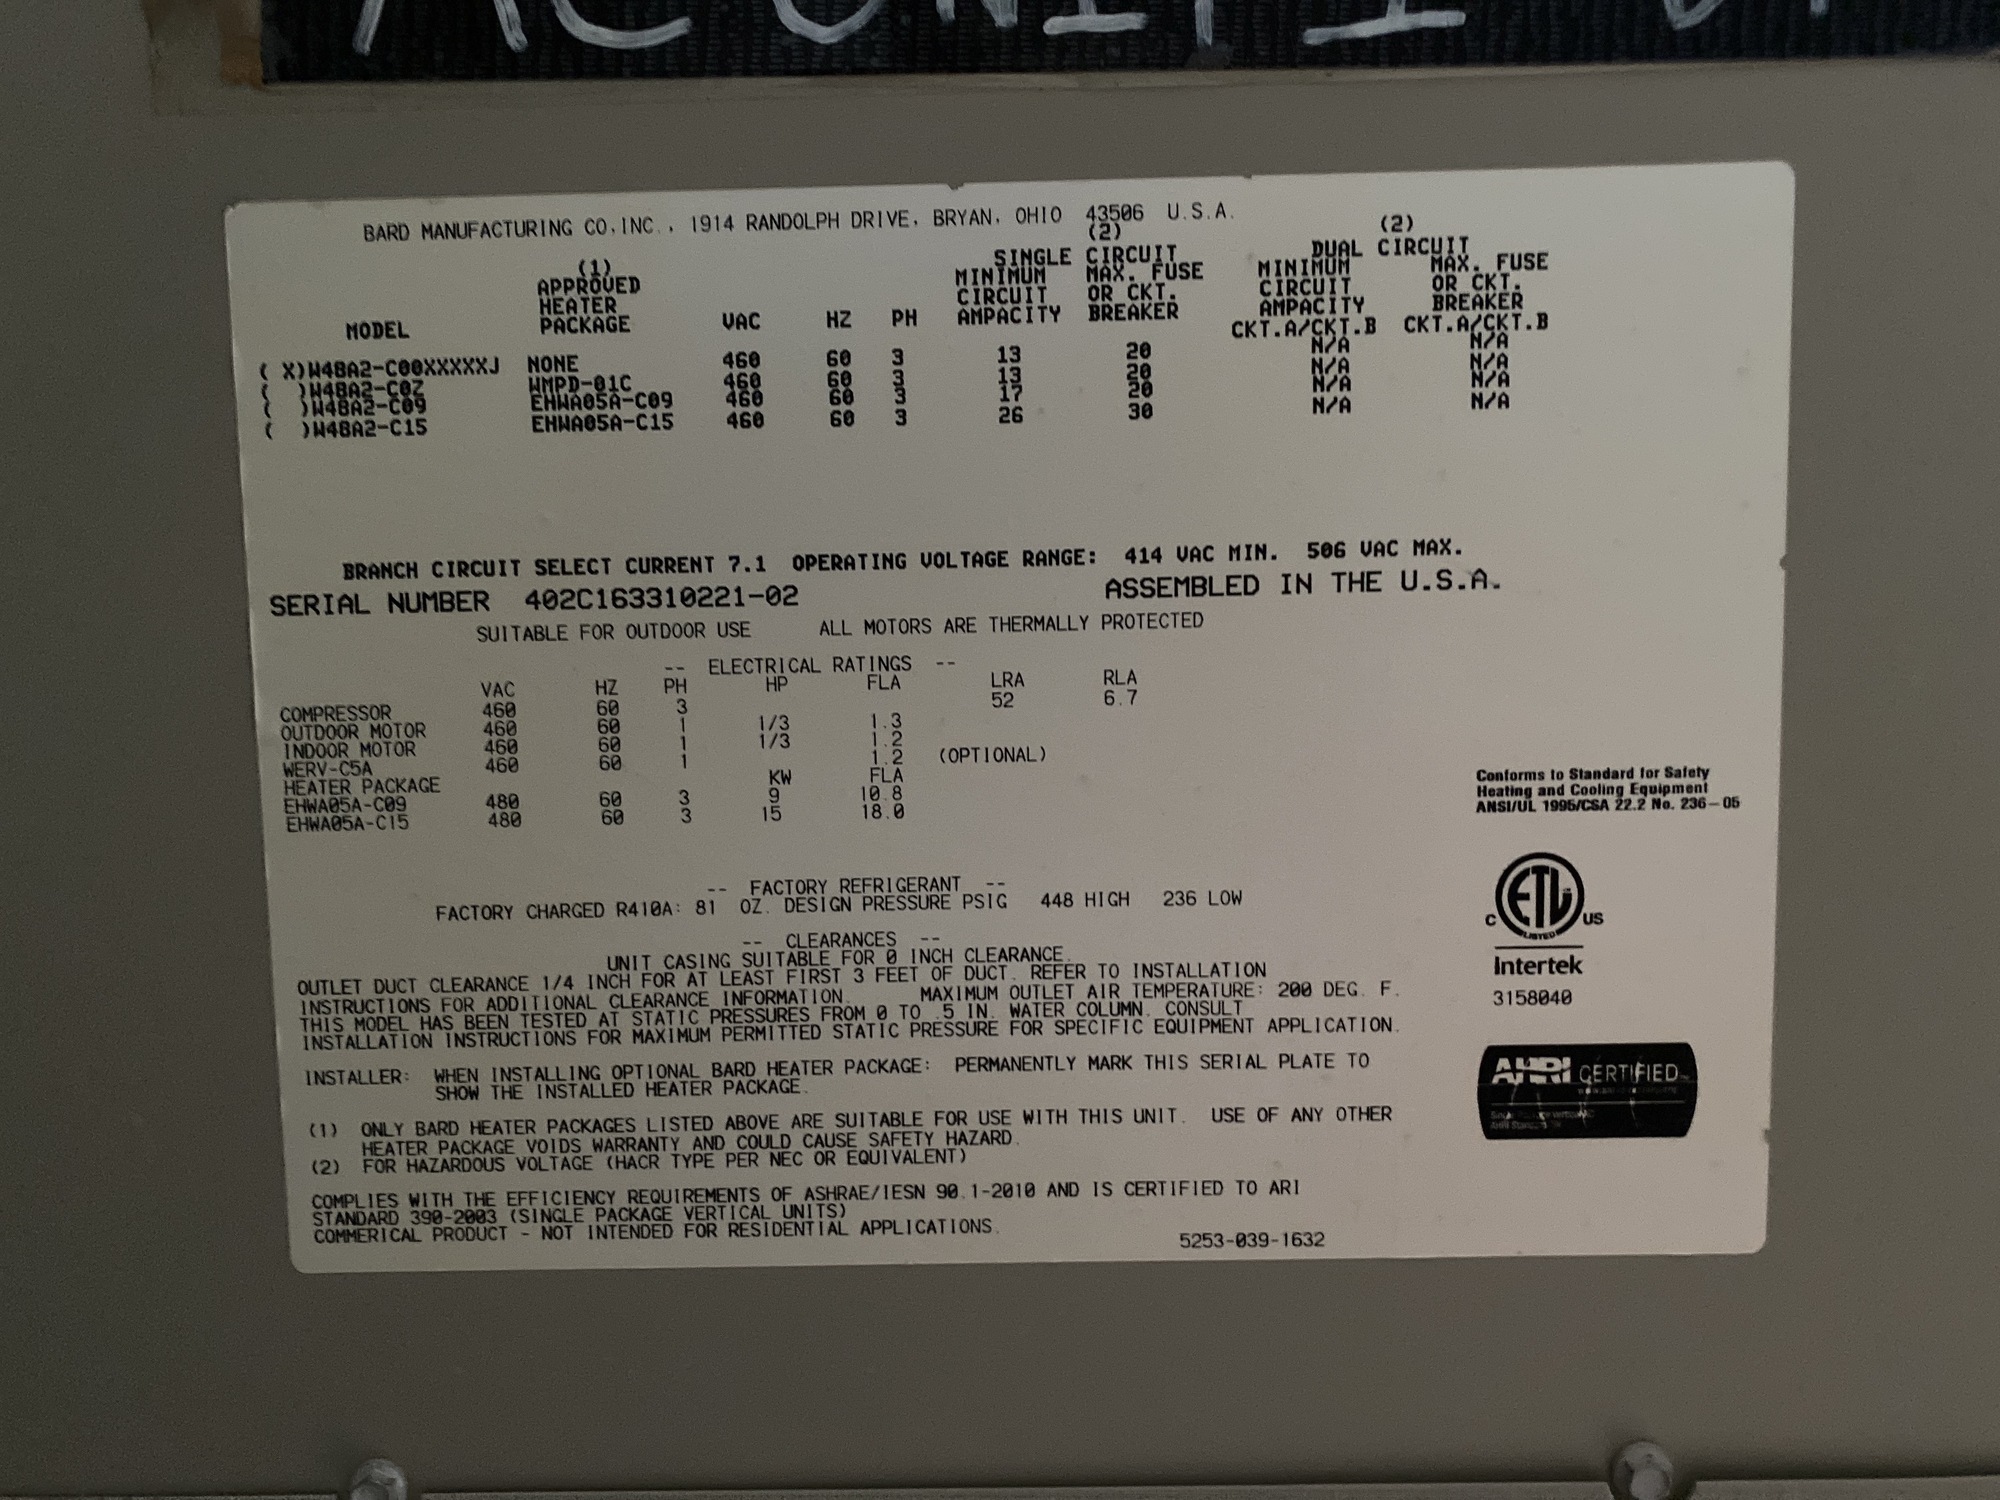 AC UNIT 1
BARD MANUFACTURING CO,INC., 1914 RANDOLPH DRIVE, BRYAN, OHIO 43506 U.S.A.
(2) (2)
SINGLE CIRCUIT DUAL CIRCUIT
(1) MINIMUM MAX. FUSE MINIMUM MAX. FUSE
APPROVED CIRCUIT OR CKT. CIRCUIT OR CKT.
HEATER AMPACITY BREAKER AMPACITY BREAKER
MODEL PACKAGE VAC HZ PH CKT.A/CKT.B CKT.A/CKT.B
( X)W48A2-C00XXXXXJ NONE 460 60 3 13 20 N/A N/A
( )W48A2-C0Z WMPD-01C 460 60 3 13 20 N/A N/A
( )W48A2-C09 EHWA05A-C09 460 60 3 17 20 N/A N/A
( )W48A2-C15 EHWA05A-C15 460 60 3 26 30 N/A N/A
BRANCH CIRCUIT SELECT CURRENT 7.1 OPERATING VOLTAGE RANGE: 414 VAC MIN. 506 VAC MAX.
SERIAL NUMBER 402C163310221-02 ASSEMBLED IN THE U.S.A.
SUITABLE FOR OUTDOOR USE ALL MOTORS ARE THERMALLY PROTECTED
-- ELECTRICAL RATINGS --
VAC HZ PH HP FLA LRA RLA
COMPRESSOR 460 60 3 52 6.7
OUTDOOR MOTOR 460 60 1 1/3 1.3
INDOOR MOTOR 460 60 1 1/3 1.2
WERV-C5A 460 60 1 1.2 (OPTIONAL)
HEATER PACKAGE KW FLA
EHWA05A-C09 480 60 3 9 10.8
EHWA05A-C15 480 60 3 15 18.0
Conforms to Standard for Safety
Heating and Cooling Equipment
ANSI/UL 1995/CSA 22.2 No. 236-05
-- FACTORY REFRIGERANT --
FACTORY CHARGED R410A: 81 OZ. DESIGN PRESSURE PSIG 448 HIGH 236 LOW
C ETL US
LISTED
Intertek
3158040
-- CLEARANCES --
UNIT CASING SUITABLE FOR 0 INCH CLEARANCE.
OUTLET DUCT CLEARANCE 1/4 INCH FOR AT LEAST FIRST 3 FEET OF DUCT. REFER TO INSTALLATION
INSTRUCTIONS FOR ADDITIONAL CLEARANCE INFORMATION. MAXIMUM OUTLET AIR TEMPERATURE: 200 DEG. F.
THIS MODEL HAS BEEN TESTED AT STATIC PRESSURES FROM 0 TO .5 IN. WATER COLUMN. CONSULT
INSTALLATION INSTRUCTIONS FOR MAXIMUM PERMITTED STATIC PRESSURE FOR SPECIFIC EQUIPMENT APPLICATION.
AHRI CERTIFIED
INSTALLER: WHEN INSTALLING OPTIONAL BARD HEATER PACKAGE: PERMANENTLY MARK THIS SERIAL PLATE TO
SHOW THE INSTALLED HEATER PACKAGE.
(1) ONLY BARD HEATER PACKAGES LISTED ABOVE ARE SUITABLE FOR USE WITH THIS UNIT. USE OF ANY OTHER
HEATER PACKAGE VOIDS WARRANTY AND COULD CAUSE SAFETY HAZARD.
(2) FOR HAZARDOUS VOLTAGE (HACR TYPE PER NEC OR EQUIVALENT)
COMPLIES WITH THE EFFICIENCY REQUIREMENTS OF ASHRAE/IESN 90.1-2010 AND IS CERTIFIED TO ARI
STANDARD 390-2003 (SINGLE PACKAGE VERTICAL UNITS)
COMMERICAL PRODUCT - NOT INTENDED FOR RESIDENTIAL APPLICATIONS.
5253-039-1632